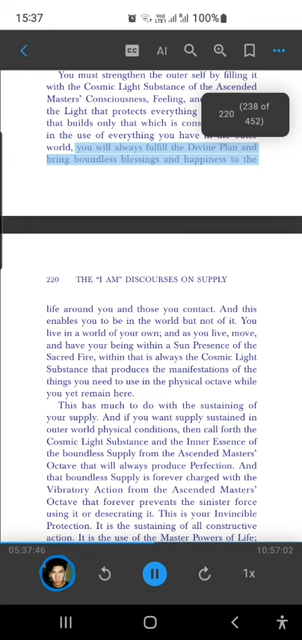 15:37
Vo)) LTE1
100%
CC
AI
You must strengthen the outer self by filling it
with the Cosmic Light Substance of the Ascended
Masters' Consciousness, Feeling, an
the Light that protects everything
that builds only that which is cons
in the use of everything you have in the outer
world, you will always fulfill the Divine Plan and
bring boundless blessings and happiness to the
220
(238 of
452)
220 THE "I AM" DISCOURSES ON SUPPLY
life around you and those you contact. And this
enables you to be in the world but not of it. You
live in a world of your own; and as you live, move,
and have your being within a Sun Presence of the
Sacred Fire, within that is always the Cosmic Light
Substance that produces the manifestations of the
things you need to use in the physical octave while
you yet remain here.
This has much to do with the sustaining of
your supply. And if you want supply sustained in
outer world physical conditions, then call forth the
Cosmic Light Substance and the Inner Essence of
the boundless Supply from the Ascended Masters'
Octave that will always produce Perfection. And
that boundless Supply is forever charged with the
Vibratory Action from the Ascended Masters'
Octave that forever prevents the sinister force
using it or desecrating it. This is your Invincible
Protection. It is the sustaining of all constructive
action. It is the use of the Master Powers of Life;
05:37:46
10:57:02
1x